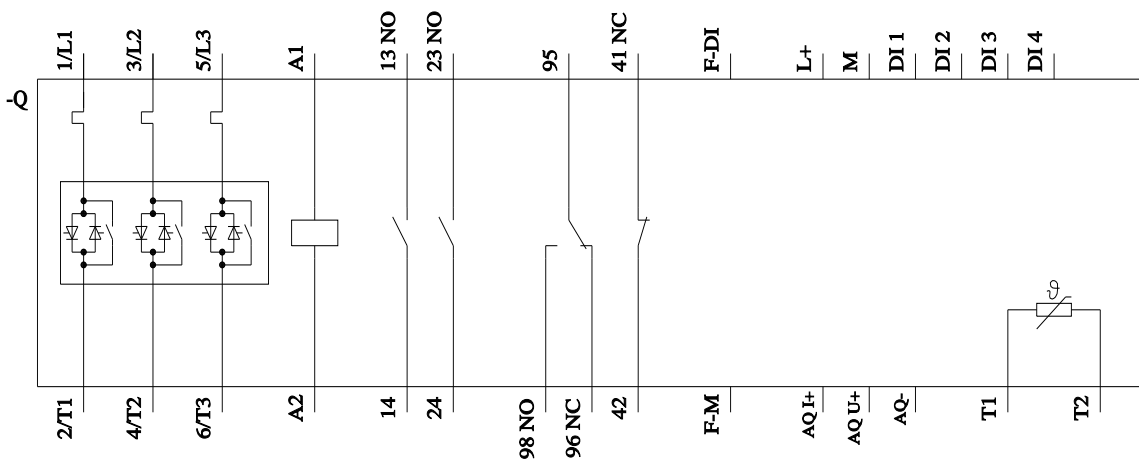 1/L1
3/L2
5/L3
A1
13 NO
23 NO
95
41 NC
F-DI
L+
M
DI 1
DI 2
DI 3
DI 4
-Q
ϑ
2/T1
4/T2
6/T3
A2
14
24
98 NO
96 NC
42
F-M
AQ I+
AQ U+
AQ-
T1
T2